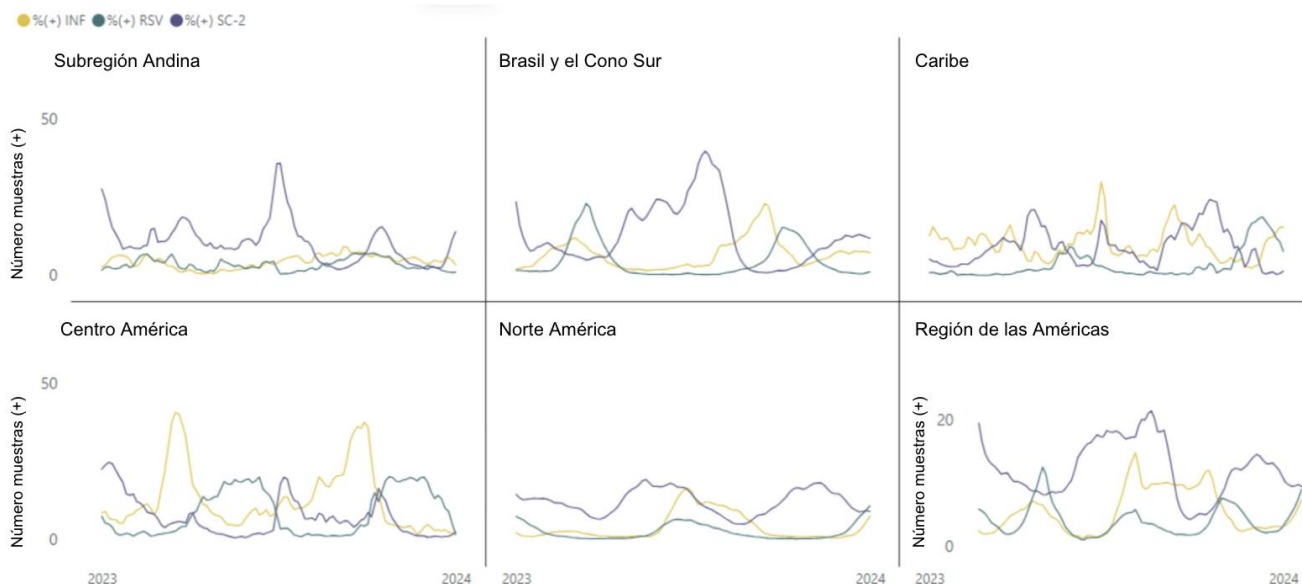 %(+) INF %(+) RSV %(+) SC-2
Subregión Andina
Número muestras (+)
50
0
Brasil y el Cono Sur
Caribe
Centro América
Número muestras (+)
50
0
2023 2024
Norte América
2023 2024
Región de las Américas
Número muestras (+)
20
0
2023 2024